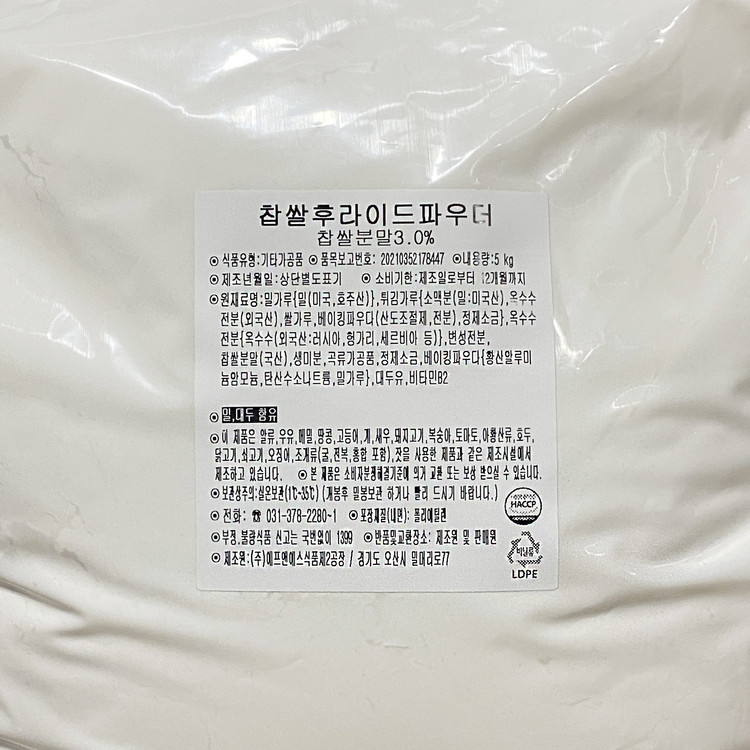 찹쌀후라이드파우더
찹쌀분말3.0%
⊙식품유형:기타가공품 ⊙품목보고번호: 20210352178447 ⊙내용량:5 kg
⊙제조년월일:상단별도표기 ⊙소비기한:제조일로부터 12개월까지
⊙원재료명:밀가루{밀(미국,호주산)},튀김가루{소맥분(밀:미국산),옥수수
전분(외국산),쌀가루,베이킹파우다(산도조절제,전분),정제소금},옥수수
전분{옥수수(외국산:러시아,헝가리,세르비아 등)},변성전분,
찹쌀분말(국산),생미분,곡류가공품,정제소금,베이킹파우다{황산알루미
늄암모늄,탄산수소나트륨,밀가루},대두유,비타민B2
⊙밀,대두 함유
⊙이 제품은 알류,우유,메밀,땅콩,고등어,게,새우,돼지고기,복숭아,토마토,아황산류,호두,
닭고기,쇠고기,오징어,조개류(굴,전복,홍합 포함),잣을 사용한 제품과 같은 제조시설에서
제조하고 있습니다. ⊙본 제품은 소비자분쟁해결기준에 의거 교환 또는 보상 받으실 수 있습니다.
⊙보관상주의:실온보관(1℃~35℃) (개봉후 밀봉보관 하거나 빨리 드시기 바랍니다.)
⊙전화: ☎ 031-378-2280~1 ⊙포장재질(내면): 폴리에틸렌
⊙부정,불량식품 신고는 국번없이 1399 ⊙반품및교환장소: 제조원 및 판매원
⊙제조원:(주)에프앤에스식품제2공장 / 경기도 오산시 밀머리로77
HACCP
비닐류
LDPE